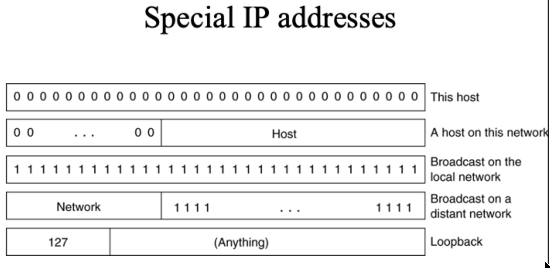 Special IP addresses
0 0 0 0 0 0 0 0 0 0 0 0 0 0 0 0 0 0 0 0 0 0 0 0 0 0 0 0 0 0 0 0 This host
0 0 ... 0 0 Host A host on this network
1 1 1 1 1 1 1 1 1 1 1 1 1 1 1 1 1 1 1 1 1 1 1 1 1 1 1 1 1 1 1 1 Broadcast on the
local network
Network 1 1 1 1 ... 1 1 1 1 Broadcast on a
distant network
127 (Anything) Loopback